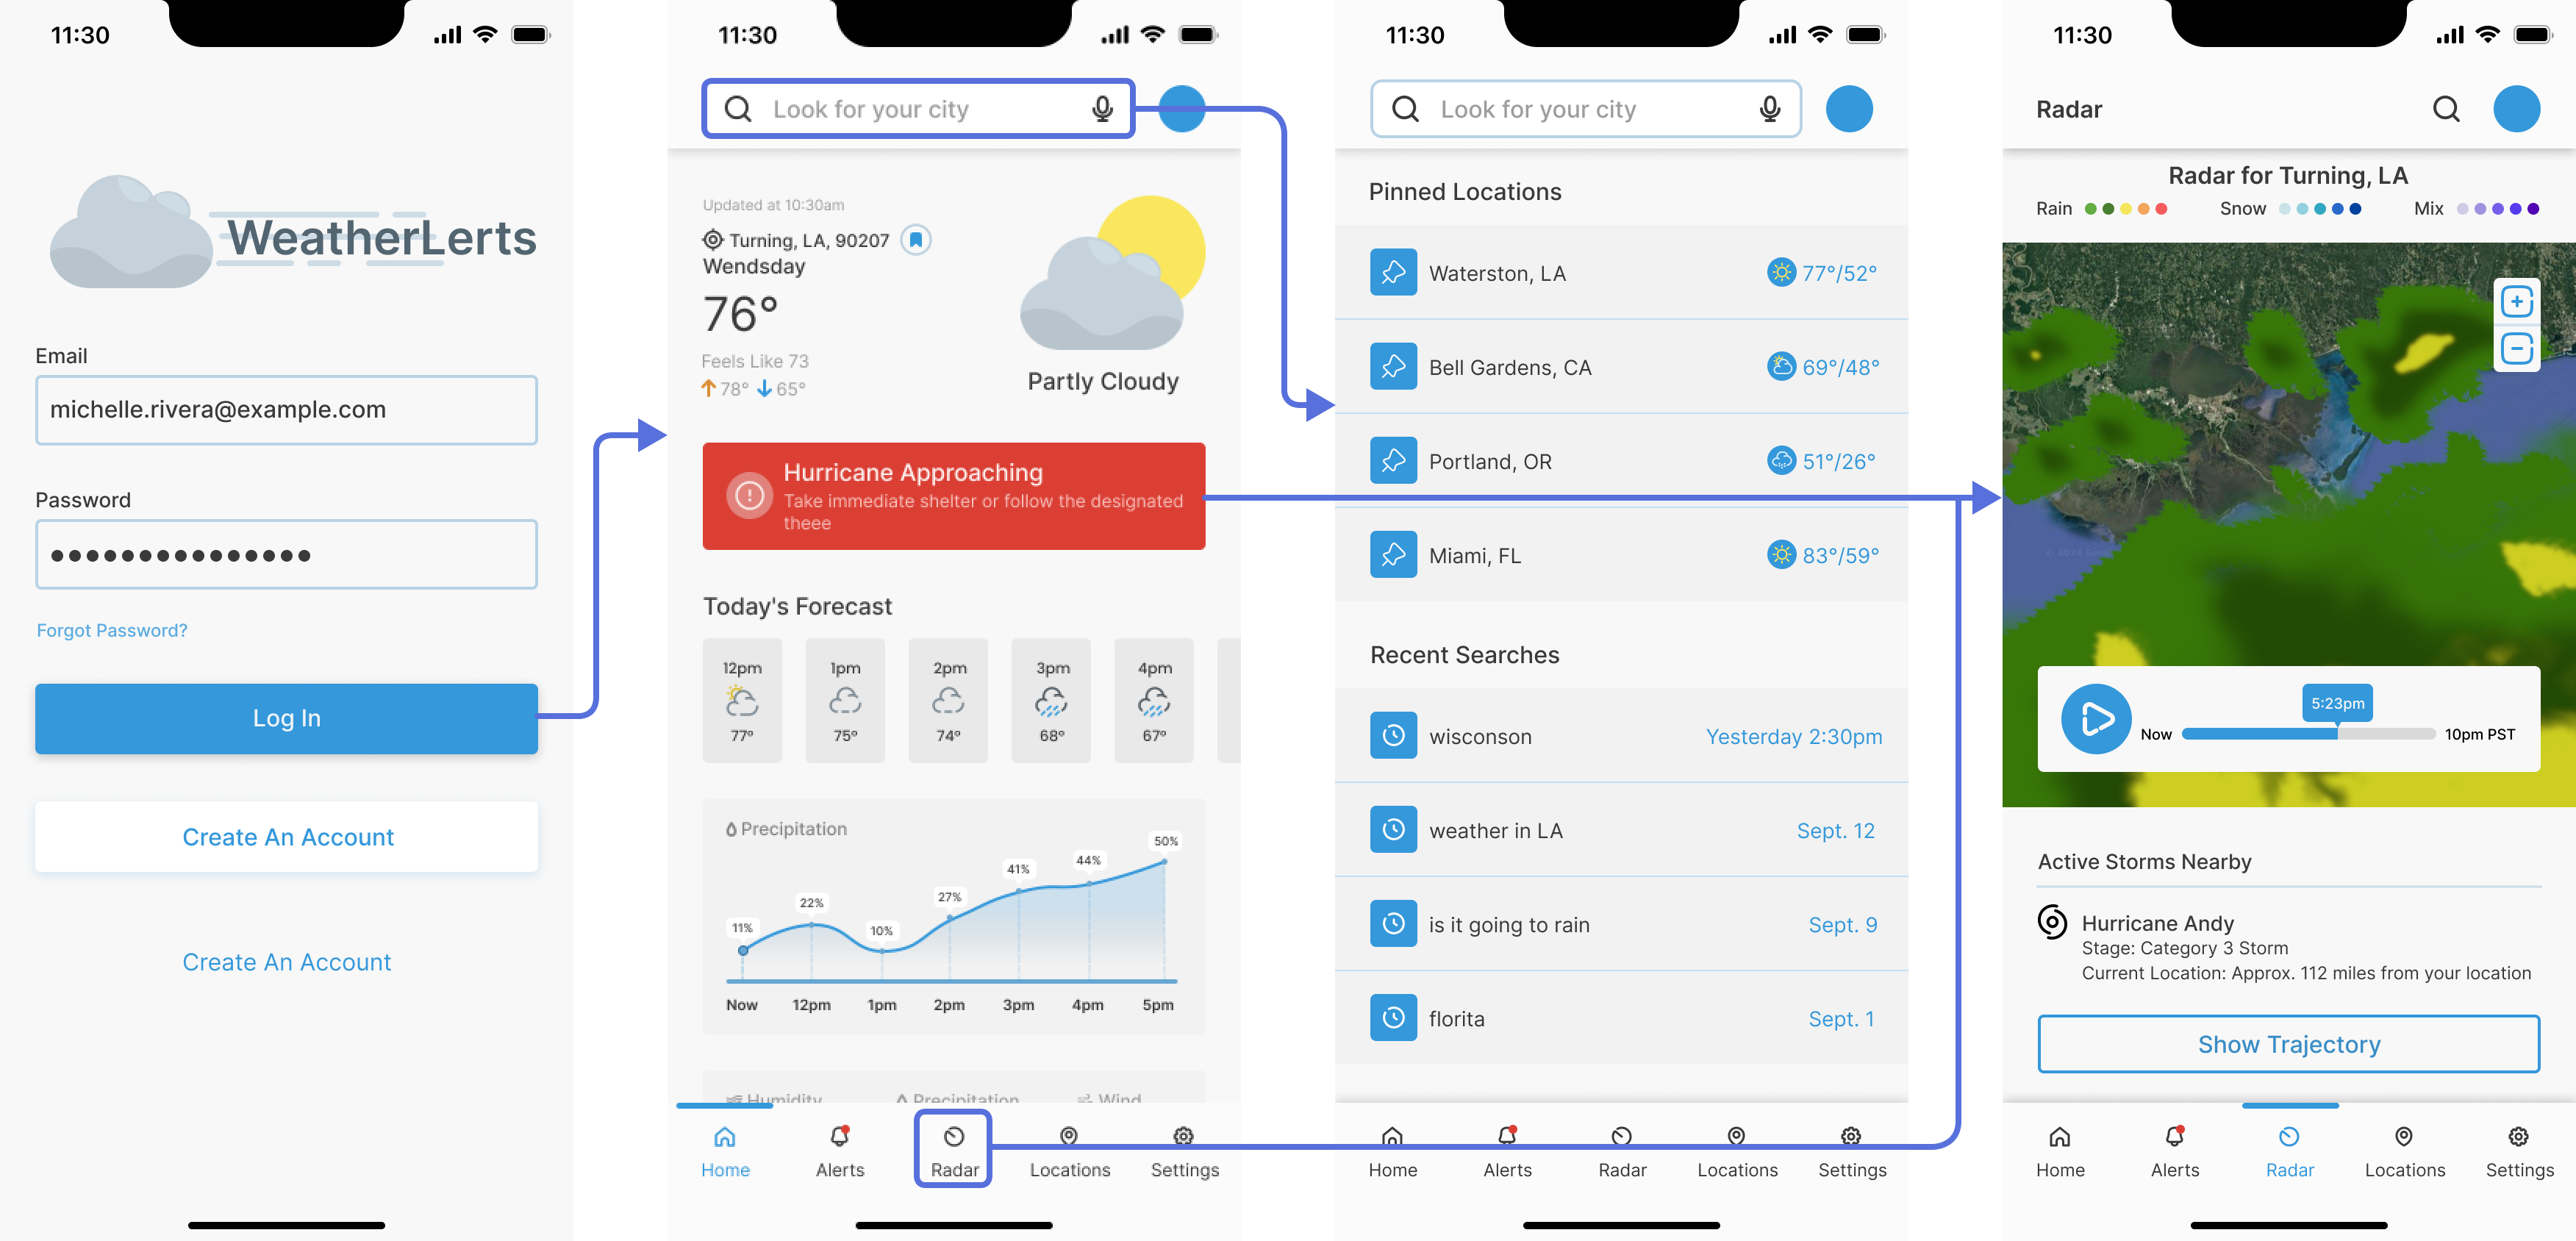 11:30
WeatherLerts
Email
michelle.rivera@example.com
Password
Forgot Password?
Log In
Create An Account
Create An Account
11:30
Look for your city
Updated at 10:30am
Turning, LA, 90207
Wendsday
76°
Feels Like 73
78° 65°
Partly Cloudy
Hurricane Approaching
Take immediate shelter or follow the designated
theee
Today's Forecast
12pm 1pm 2pm 3pm 4pm
77° 75° 74° 68° 67°
Precipitation
11% 22% 10% 27% 41% 44% 50%
Now 12pm 1pm 2pm 3pm 4pm 5pm
Humidity Precipitation Wind
Home Alerts Radar Locations Settings
11:30
Look for your city
Pinned Locations
Waterston, LA 77°/52°
Bell Gardens, CA 69°/48°
Portland, OR 51°/26°
Miami, FL 83°/59°
Recent Searches
wisconson Yesterday 2:30pm
weather in LA Sept. 12
is it going to rain Sept. 9
florita Sept. 1
Home Alerts Radar Locations Settings
11:30
Radar
Radar for Turning, LA
Rain Snow Mix
5:23pm
Now 10pm PST
Active Storms Nearby
Hurricane Andy
Stage: Category 3 Storm
Current Location: Approx. 112 miles from your location
Show Trajectory
Home Alerts Radar Locations Settings